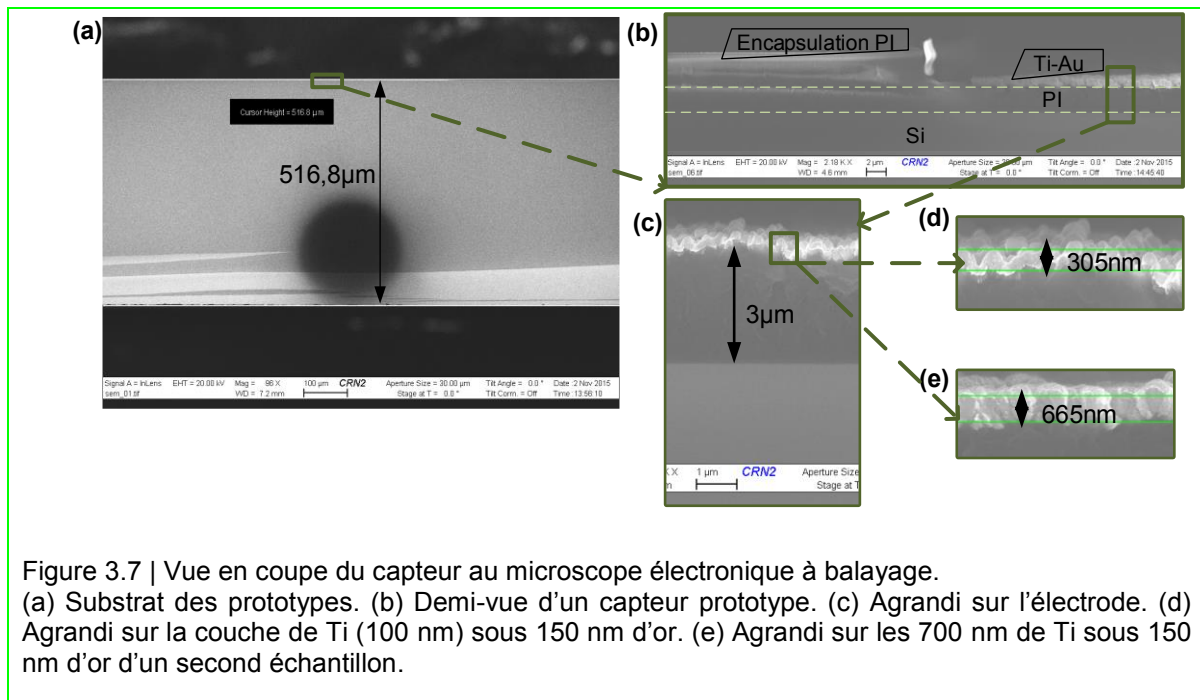 (a)
Cursor Height = 516.8 µm
516,8µm
Signal A = InLens EHT = 20.00 kV Mag = 96 X 100 µm CRN2 Aperture Size = 30.00 µm Tilt Angle = 0.0 ° Date :2 Nov 2015
sem_01.tif WD = 7.2 mm Stage at T = 0.0 ° Tilt Corrn. = Off Time :13:56:10
(b)
Encapsulation PI
Ti-Au
PI
Si
Signal A = InLens EHT = 20.00 kV Mag = 2.18 K X 2 µm CRN2 Aperture Size = 30.00 µm Tilt Angle = 0.0 ° Date :2 Nov 2015
sem_06.tif WD = 4.6 mm Stage at T = 0.0 ° Tilt Corrn. = Off Time :14:45:40
(c)
3µm
X 1 µm CRN2 Aperture Size
m Stage at T
(d)
305nm
(e)
665nm
Figure 3.7 | Vue en coupe du capteur au microscope électronique à balayage.
(a) Substrat des prototypes. (b) Demi-vue d'un capteur prototype. (c) Agrandi sur l'électrode. (d)
Agrandi sur la couche de Ti (100 nm) sous 150 nm d'or. (e) Agrandi sur les 700 nm de Ti sous 150
nm d'or d'un second échantillon.